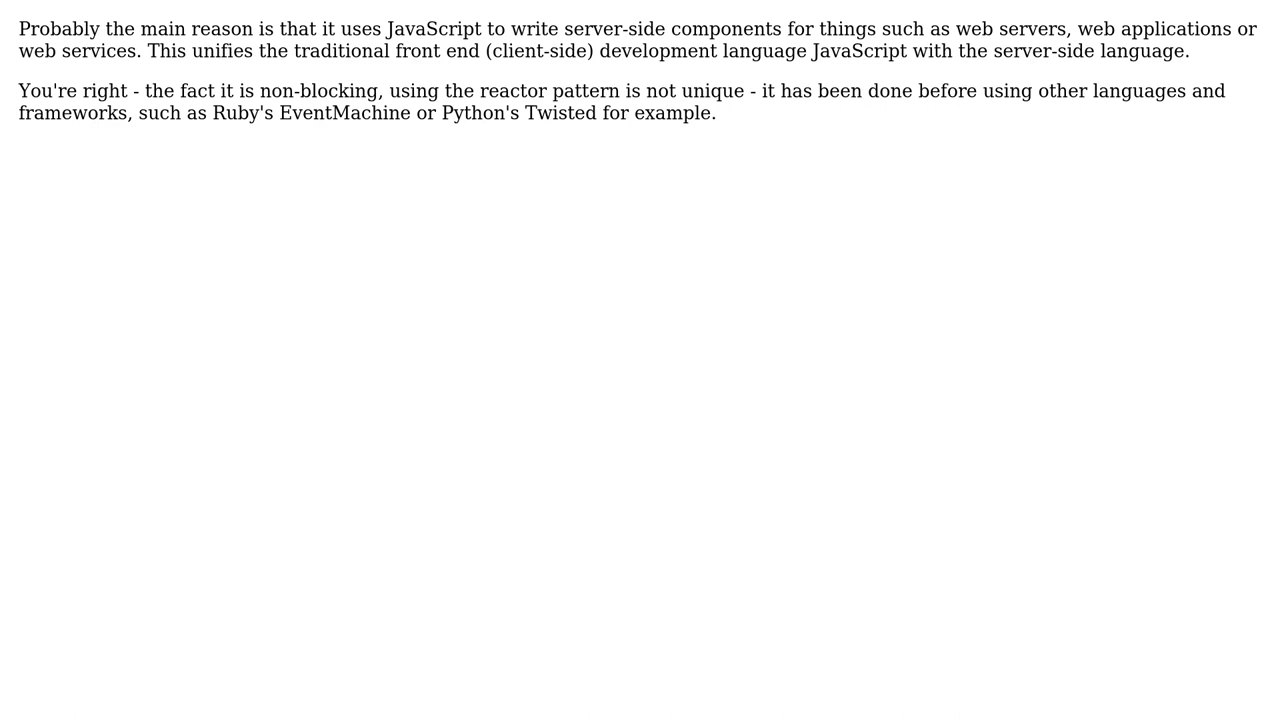 Probably the main reason is that it uses JavaScript to write server-side components for things such as web servers, web applications or
web services. This unifies the traditional front end (client-side) development language JavaScript with the server-side language.
You're right - the fact it is non-blocking, using the reactor pattern is not unique - it has been done before using other languages and
frameworks, such as Ruby's EventMachine or Python's Twisted for example.